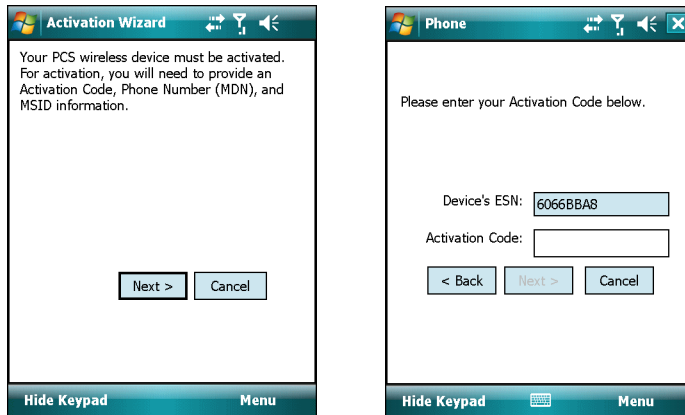 Activation Wizard
Your PCS wireless device must be activated.
For activation, you will need to provide an
Activation Code, Phone Number (MDN), and
MSID information.
Next >
Cancel
Hide Keypad
Menu
Phone
Please enter your Activation Code below.
Device's ESN:
6066BBA8
Activation Code:
< Back
Next >
Cancel
Hide Keypad
Menu